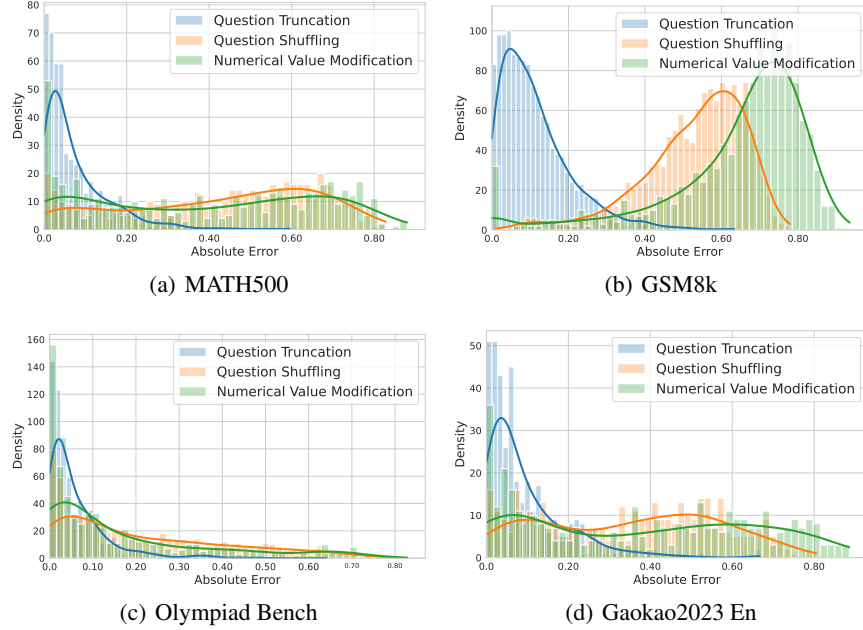 80
70
60
50
40
30
20
10
0
Density
Question Truncation
Question Shuffling
Numerical Value Modification
0.0 0.20 0.40 0.60 0.80
Absolute Error
(a) MATH500
100
80
60
40
20
0
Density
Question Truncation
Question Shuffling
Numerical Value Modification
0.0 0.20 0.40 0.60 0.80
Absolute Error
(b) GSM8k
160
140
120
100
80
60
40
20
0
Density
Question Truncation
Question Shuffling
Numerical Value Modification
0.0 0.10 0.20 0.30 0.40 0.50 0.60 0.70 0.80
Absolute Error
(c) Olympiad Bench
50
40
30
20
10
0
Density
Question Truncation
Question Shuffling
Numerical Value Modification
0.0 0.20 0.40 0.60 0.80
Absolute Error
(d) Gaokao2023 En